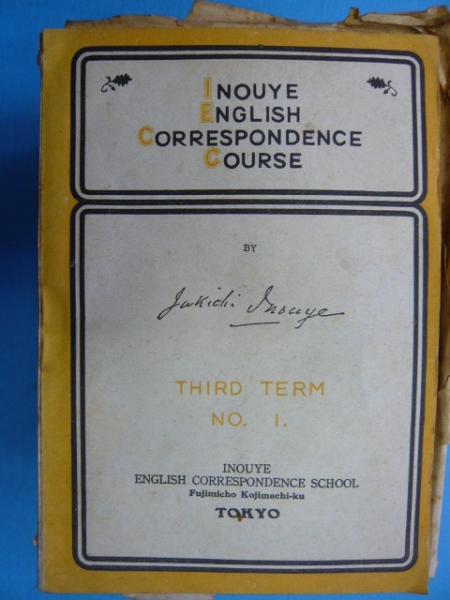 INOUYE
ENGLISH
CORRESPONDENCE
COURSE
BY
Jukichi Inouye
THIRD TERM
NO. 1.
INOUYE
ENGLISH CORRESPONDENCE SCHOOL
Fujimicho Kojimachi-ku
TOKYO